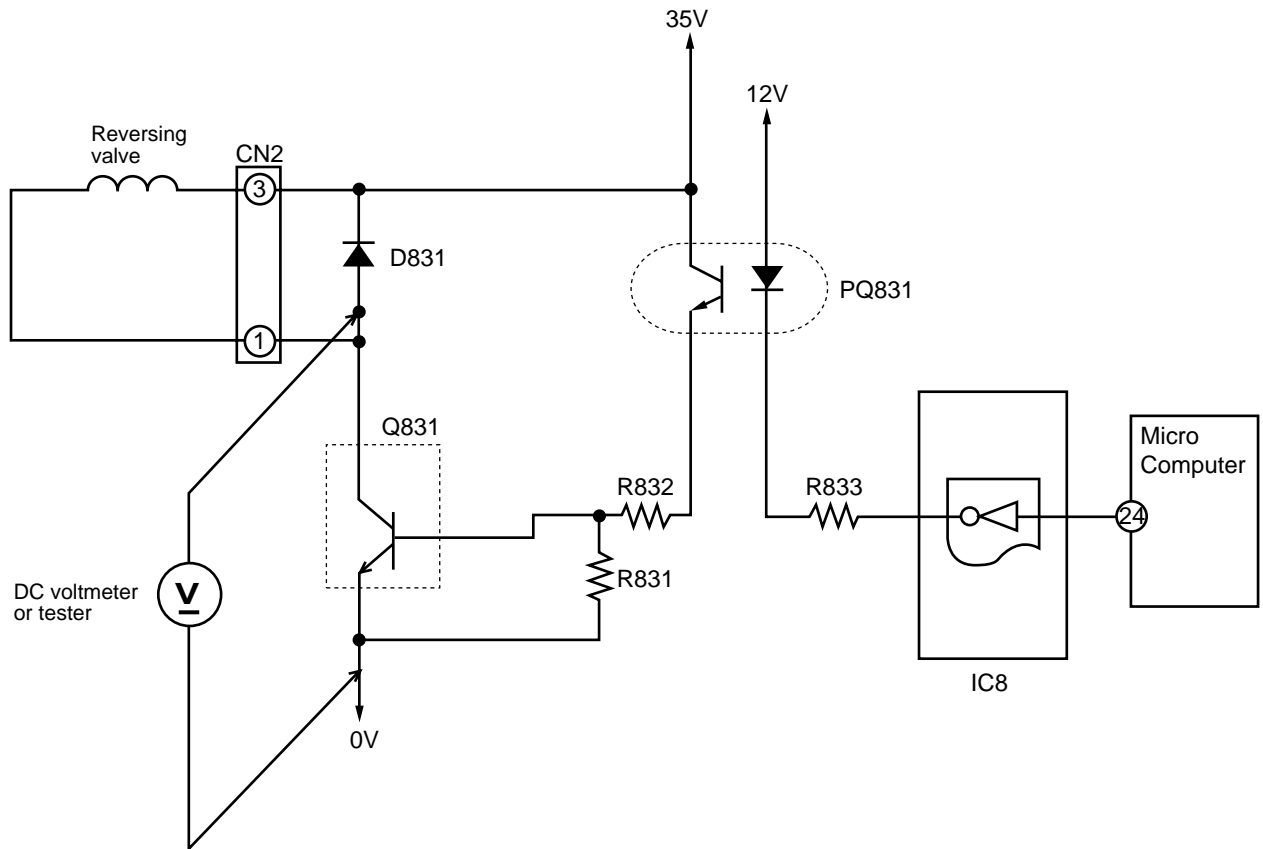 35V
12V
Reversing
valve
CN2
3
D831
PQ831
1
Q831
Micro
Computer
R832
R833
24
R831
DC voltmeter
or tester
V
IC8
0V